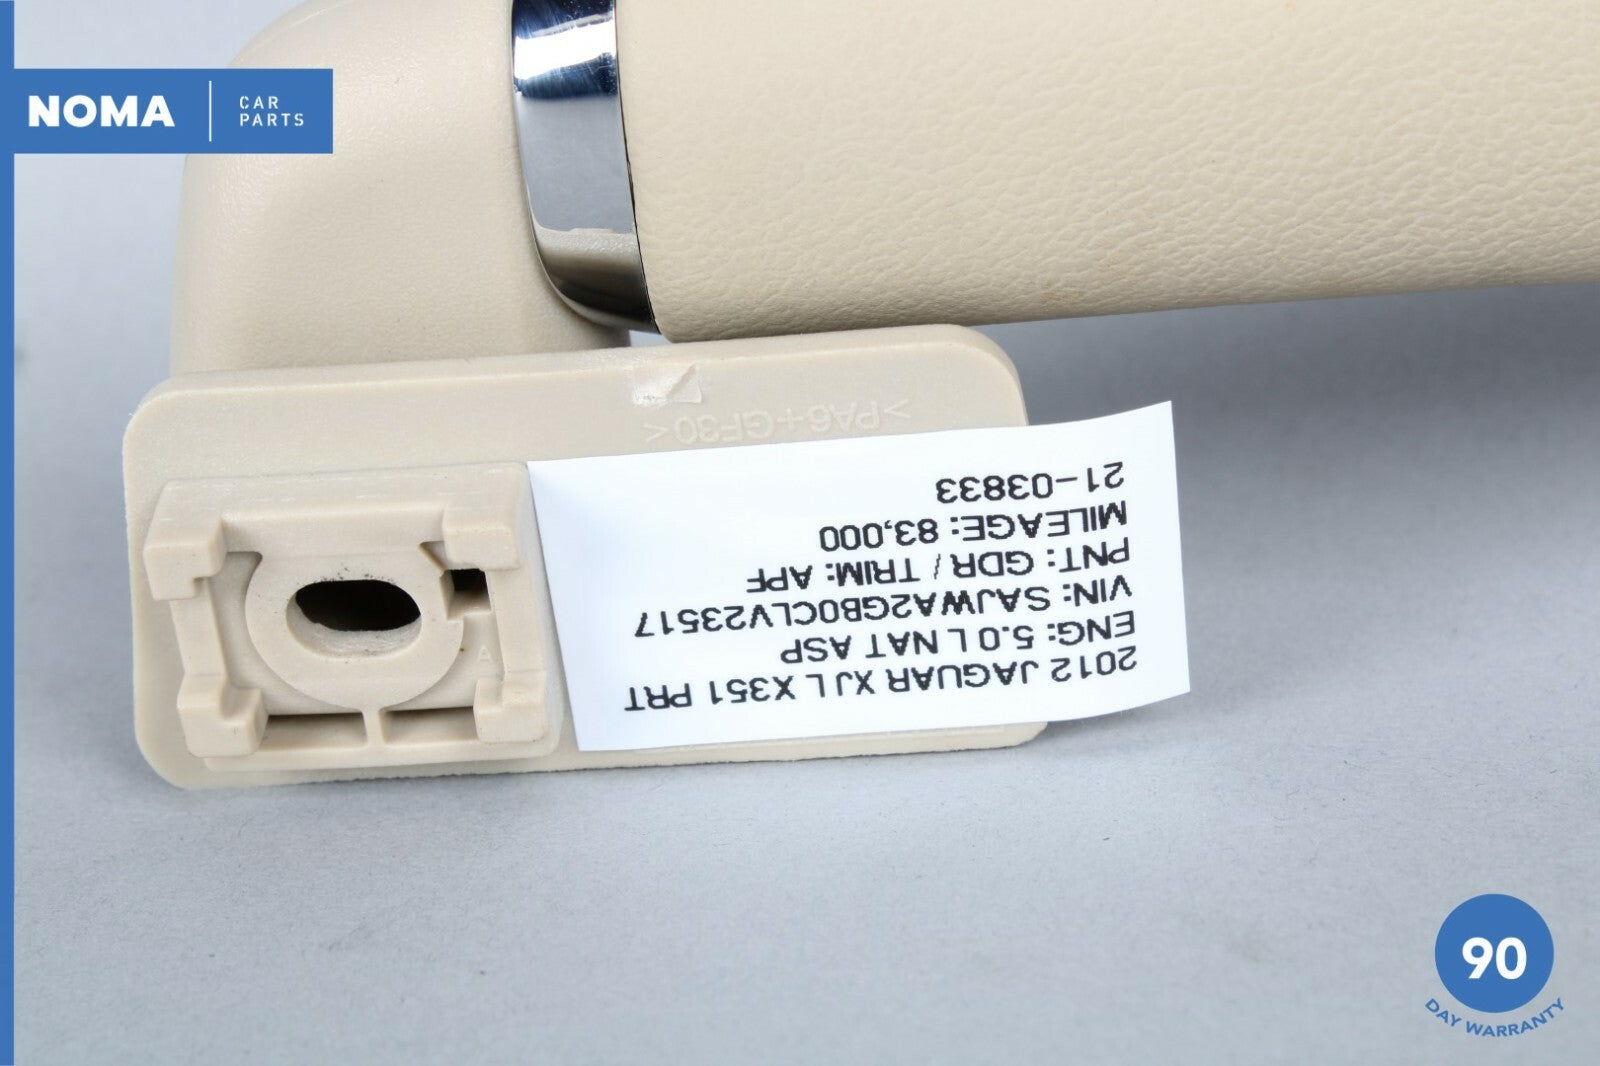 NOMA
CAR
PARTS
>PA6+GF30<
2012 JAGUAR XJ L X351 PRT
ENG: 5.0 L NAT ASP
VIN: SAJWA2GB0CLV23517
PNT: GDR / TRIM: APF
MILEAGE: 83,000
21-03833
A
90
DAY WARRANTY